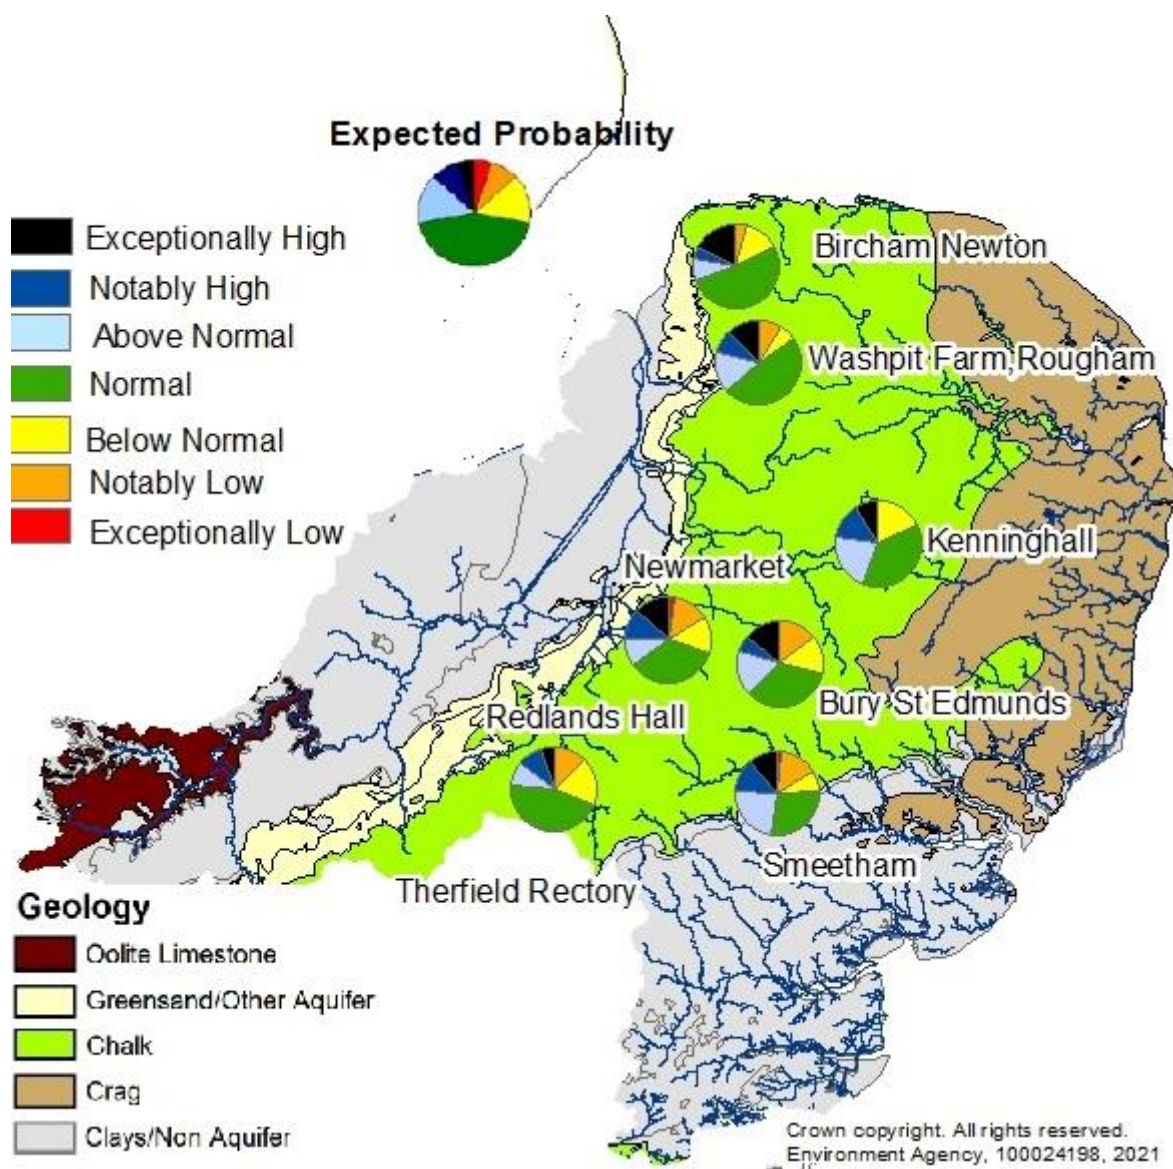 Expected Probability
Exceptionally High
Notably High
Above Normal
Normal
Below Normal
Notably Low
Exceptionally Low
Bircham Newton
Washpit Farm,Rougham
Kenninghall
Newmarket
Bury St Edmunds
Redlands Hall
Smeetham
Therfield Rectory
Geology
Oolite Limestone
Greensand/Other Aquifer
Chalk
Crag
Clays/Non Aquifer
Crown copyright. All rights reserved.
Environment Agency, 100024198, 2021